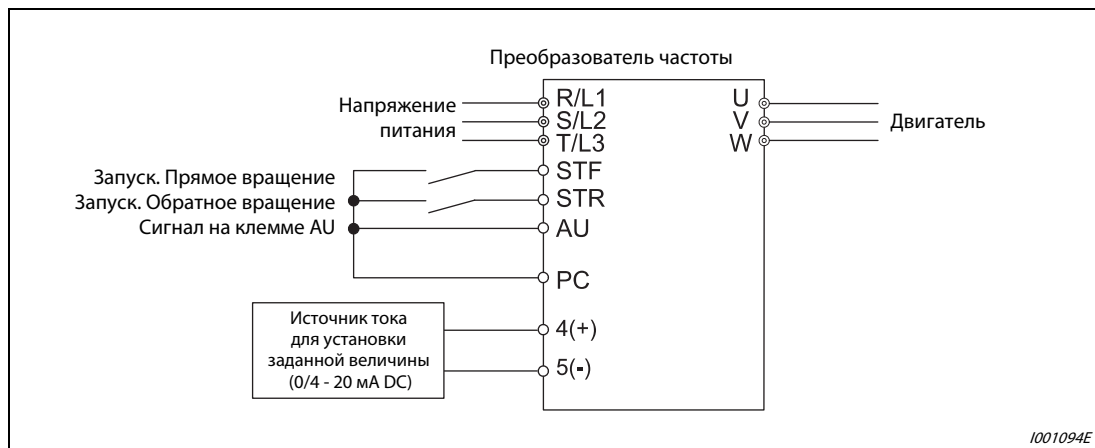 Преобразователь частоты
Напряжение
питания
R/L1
S/L2
T/L3
U
V
W
Двигатель
Запуск. Прямое вращение
STF
Запуск. Обратное вращение
STR
Сигнал на клемме AU
AU
PC
Источник тока
для установки
заданной величины
(0/4 - 20 мА DC)
4(+)
5(-)
I001094E